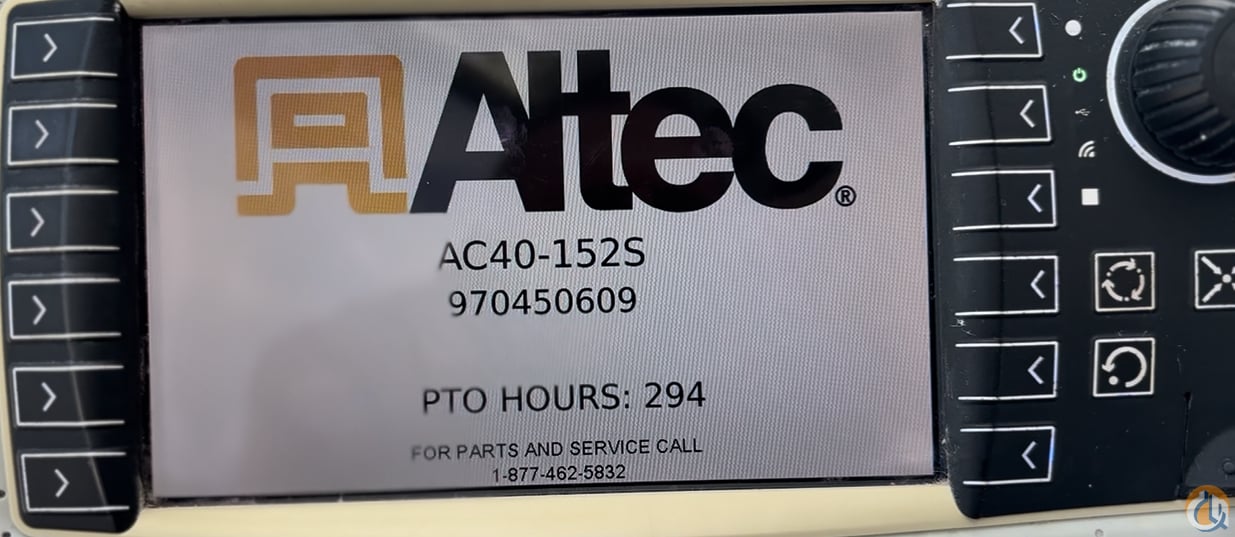 Altec®
AC40-152S
970450609
PTO HOURS: 294
FOR PARTS AND SERVICE CALL
1-877-462-5832